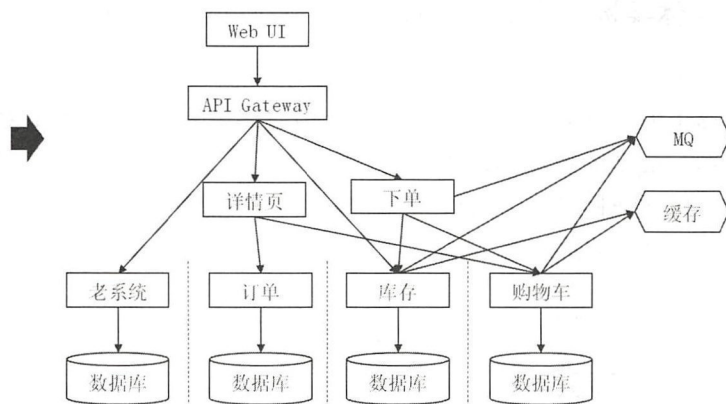 Web UI
API Gateway
MQ
详情页
下单
缓存
老系统
订单
库存
购物车
数据库
数据库
数据库
数据库